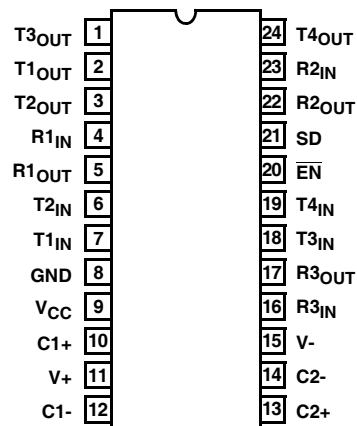 T3OUT 1 24 T4OUT
T1OUT 2 23 R2IN
T2OUT 3 22 R2OUT
R1IN 4 21 SD
R1OUT 5 20 EN
T2IN 6 19 T4IN
T1IN 7 18 T3IN
GND 8 17 R3OUT
VCC 9 16 R3IN
C1+ 10 15 V-
V+ 11 14 C2-
C1- 12 13 C2+